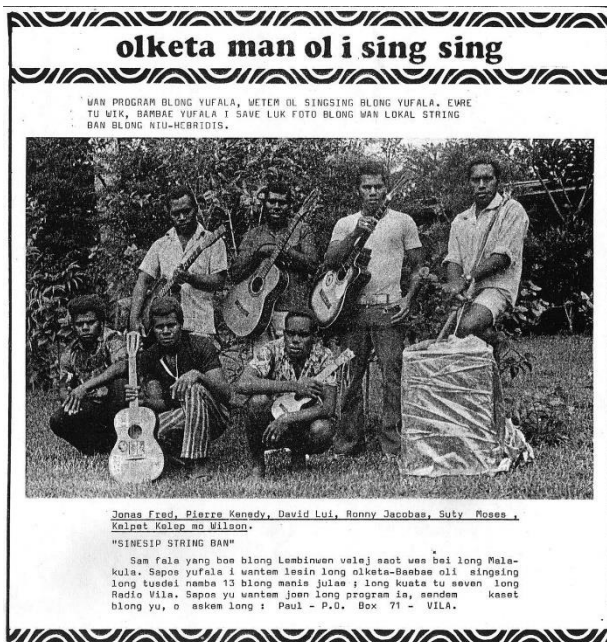 olketa man ol i sing sing
WAN PROGRAM BLONG YUFALA, WETEM OL SINGSING BLONG YUFALA. EVRE
TU WIK, BAMBAE YUFALA I SAVE LUK FOTO BLONG WAN LOKAL STRING
BAN BLONG NIU-HEBRIDIS.
Jonas Fred, Pierre Kenedy, David Lui, Ronny Jacobas, Suty Moses ,
Kelpet Kelep mo Wilson.
"SINESIP STRING BAN"
Sam fala yang boe blong Lembinwen valej saot wes bei long Mala-
kula. Sapos yufala i wantem lesin long olketa-Baebae oli singsing
long tusdei namba 13 blong manis julae ; long kuata tu seven long
Radio Vila. Sapos yu wantem joen long program ia, sendem kaset
blong yu, o askem long : Paul - P.O. Box 71 - VILA.